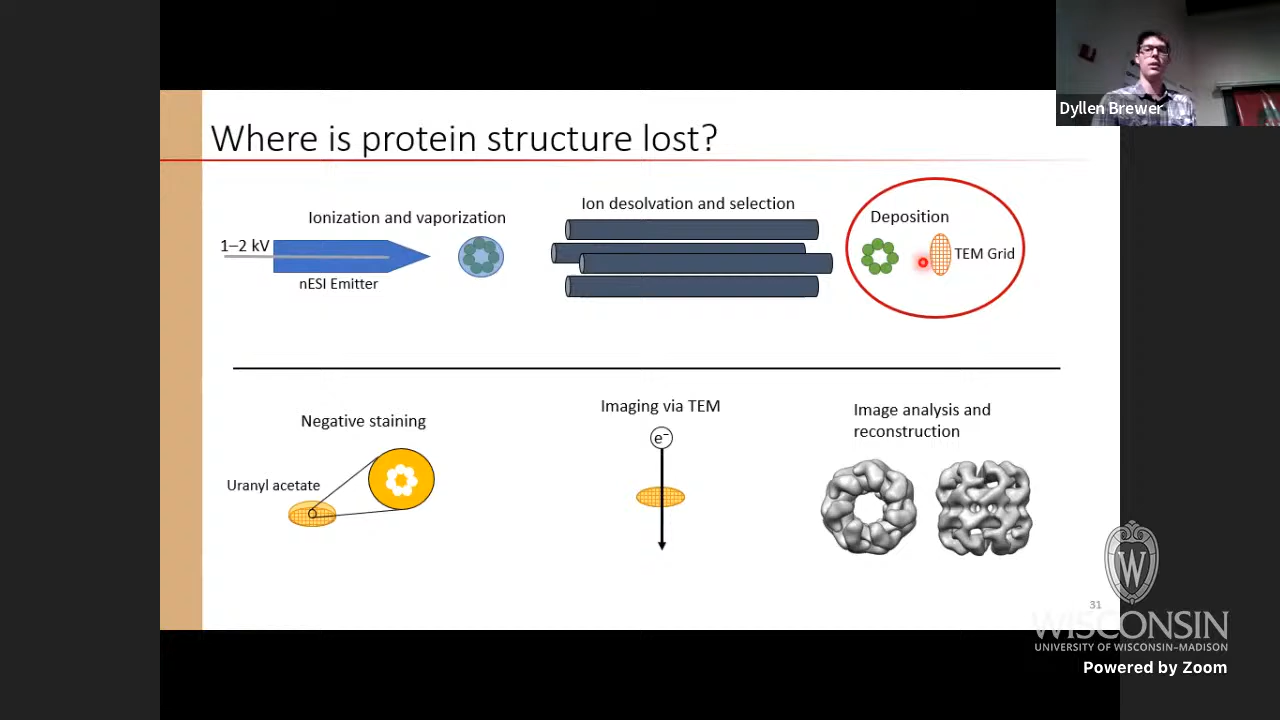 Dyllen Brewer
Where is protein structure lost?
Ionization and vaporization
1–2 kV
nESI Emitter
Ion desolvation and selection
Deposition
TEM Grid
Negative staining
Uranyl acetate
Imaging via TEM
e⁻
Image analysis and
reconstruction
31
W
WISCONSIN
UNIVERSITY OF WISCONSIN–MADISON
Powered by Zoom